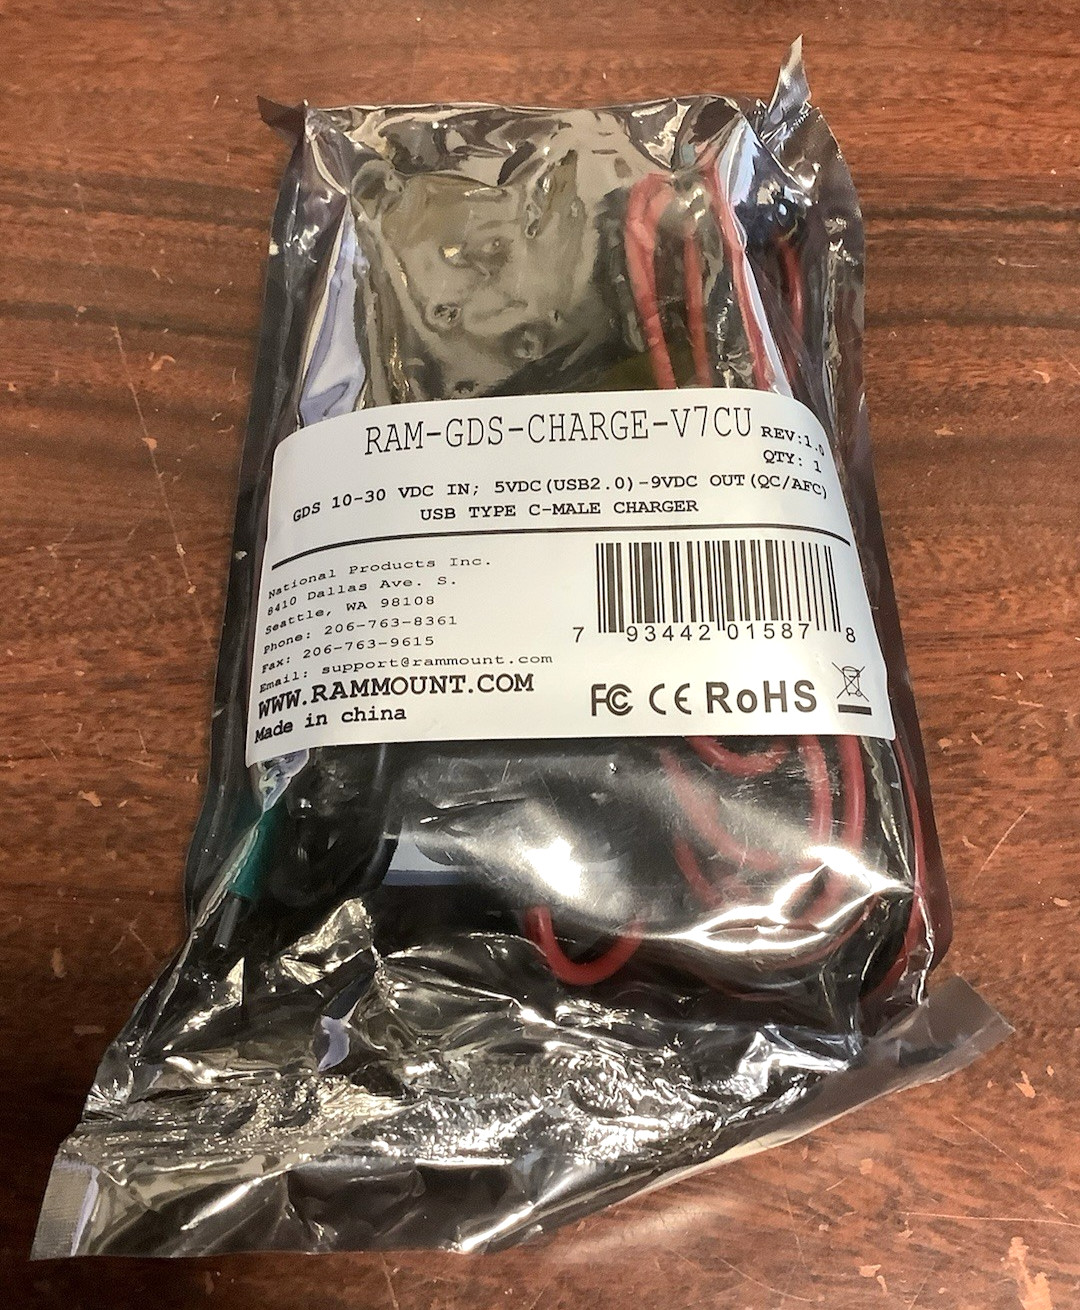 RAM-GDS-CHARGE-V7CU REV:1.0
QTY: 1
GDS 10-30 VDC IN; 5VDC(USB2.0)-9VDC OUT(QC/AFC)
USB TYPE C-MALE CHARGER
National Products Inc.
8410 Dallas Ave. S.
Seattle, WA 98108
Phone: 206-763-8361
Fax: 206-763-9615
Email: support@rammount.com
WWW.RAMMOUNT.COM
Made in china
7 93442 01587 8
FC CE RoHS